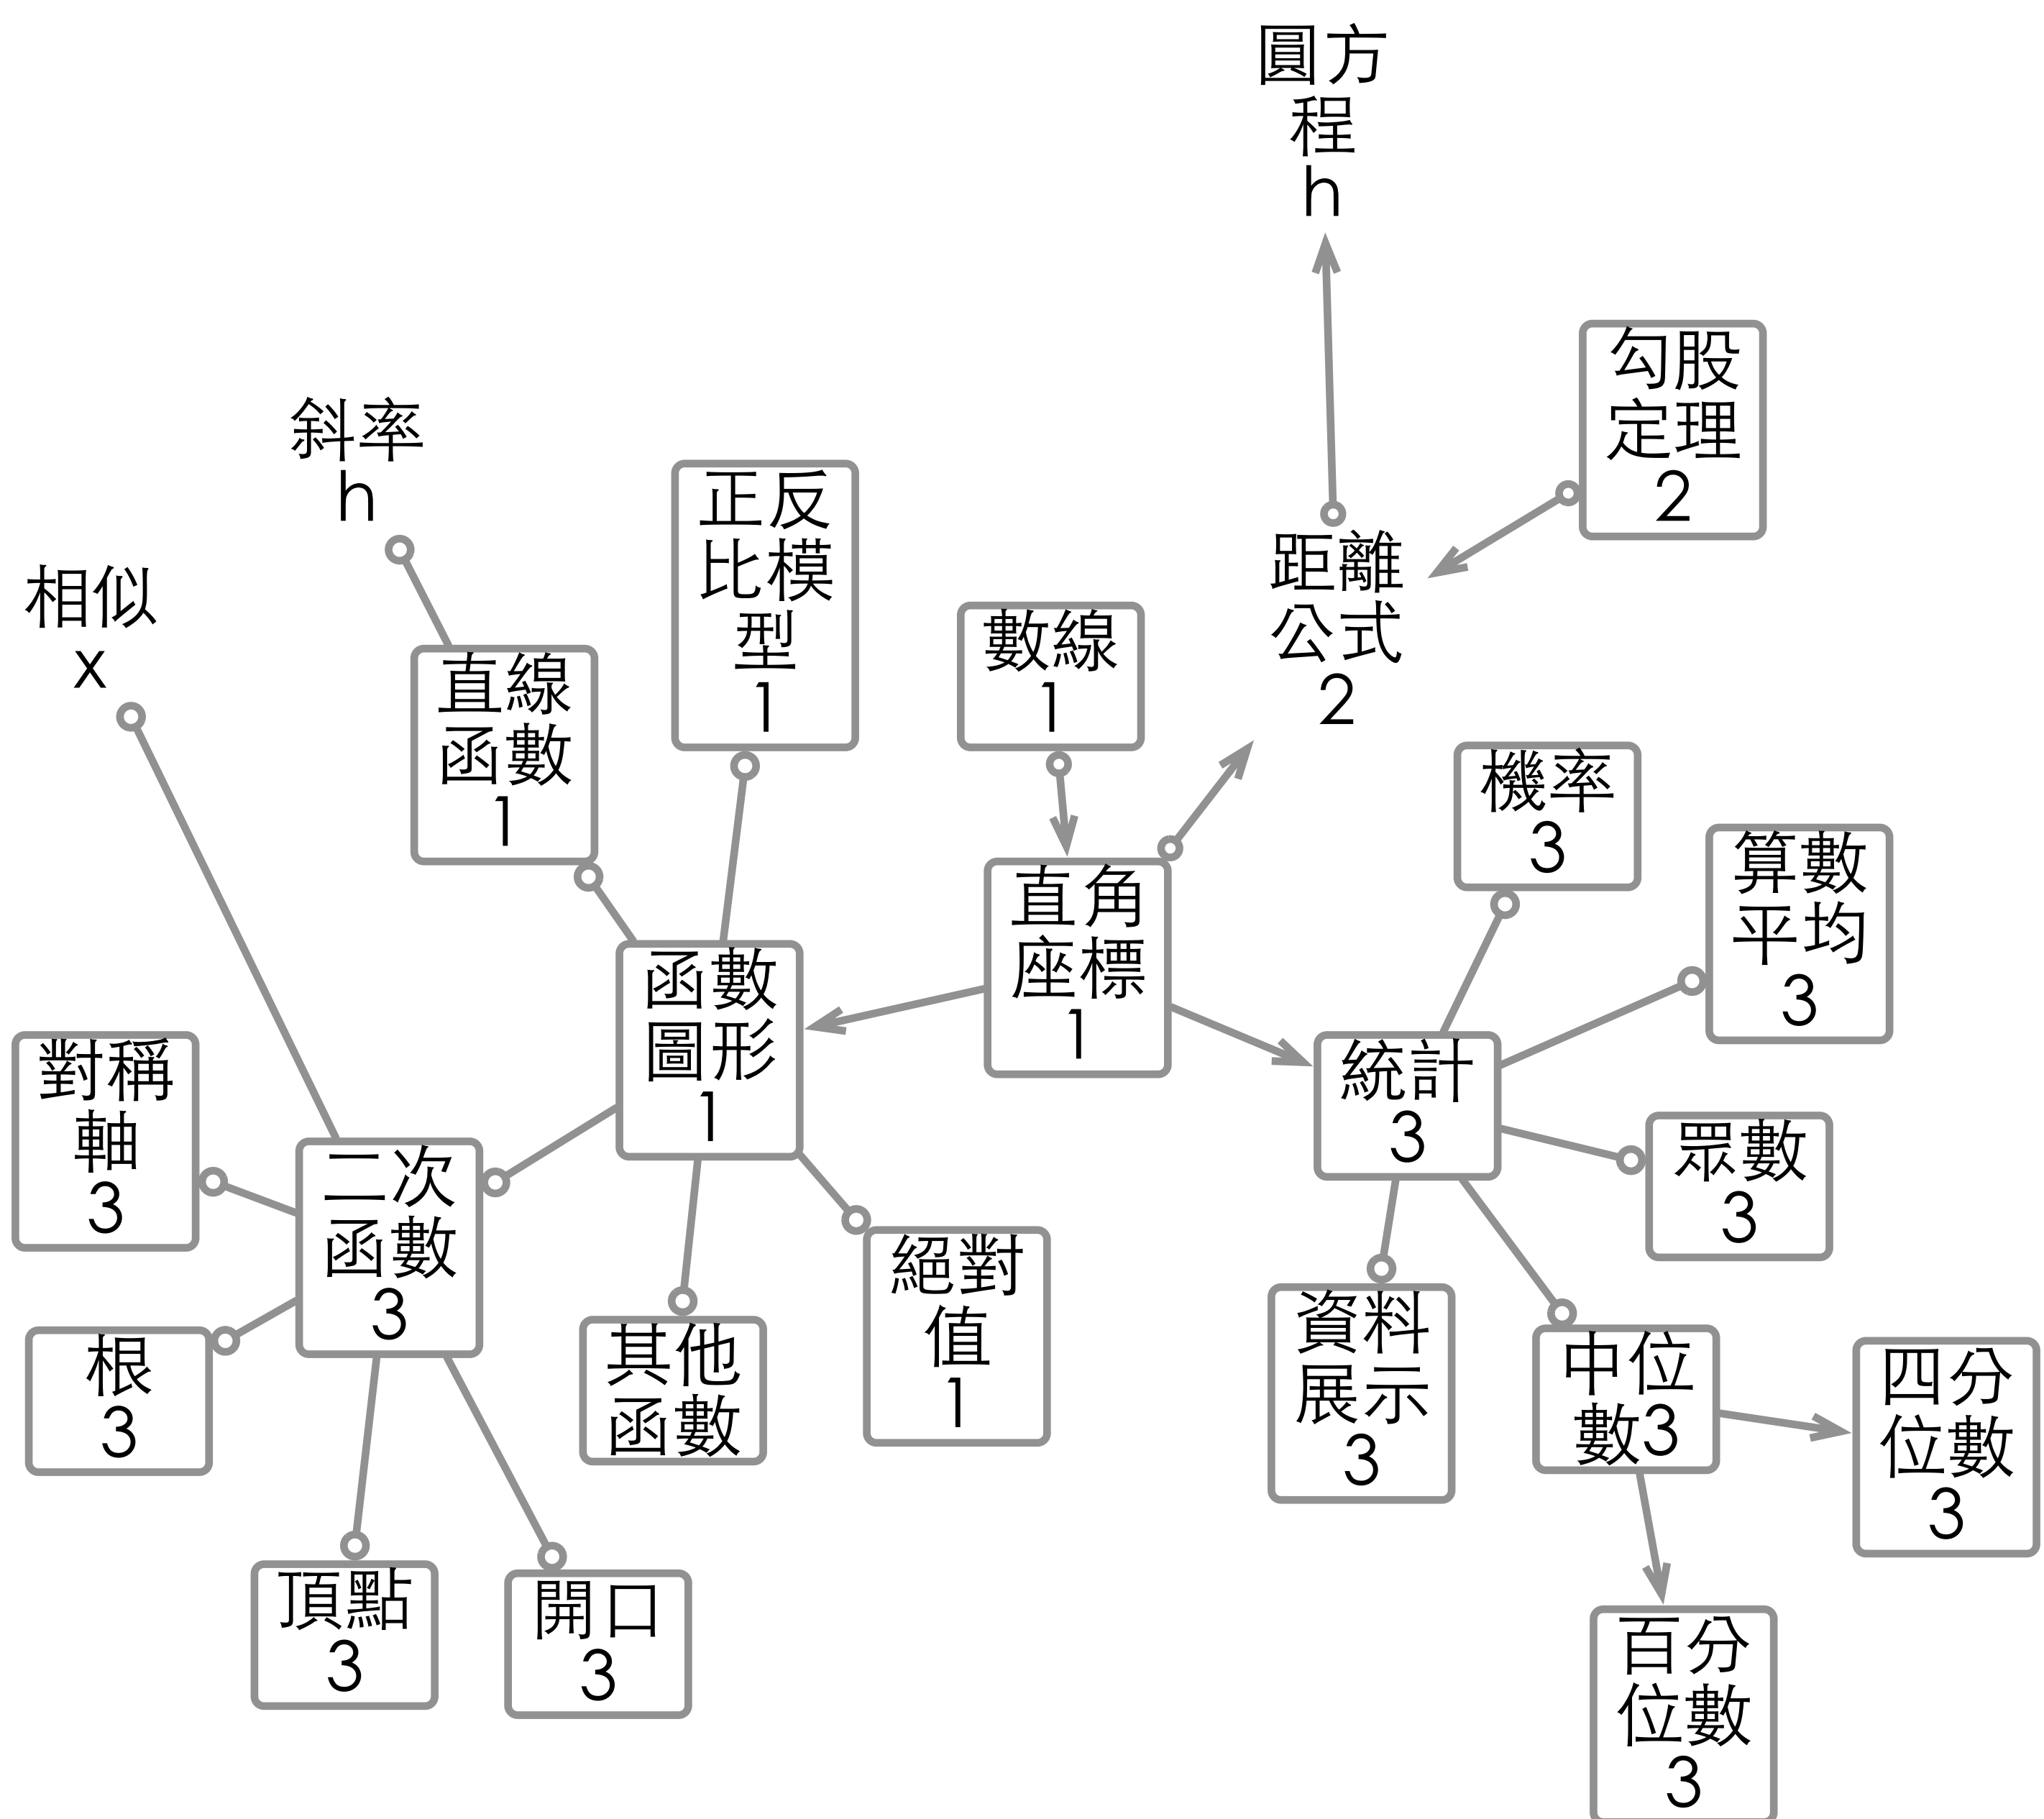 圓方
程
h
勾股
定理
2
斜率
h
正反
比模
型
1
距離
公式
2
相似
x
數線
1
直線
函數
1
機率
3
算數
平均
3
直角
座標
1
函數
圖形
1
統計
3
對稱
軸
3
眾數
3
二次
函數
3
絕對
值
1
資料
展示
3
其他
函數
根
3
中位
數3
四分
位數
3
頂點
3
開口
3
百分
位數
3